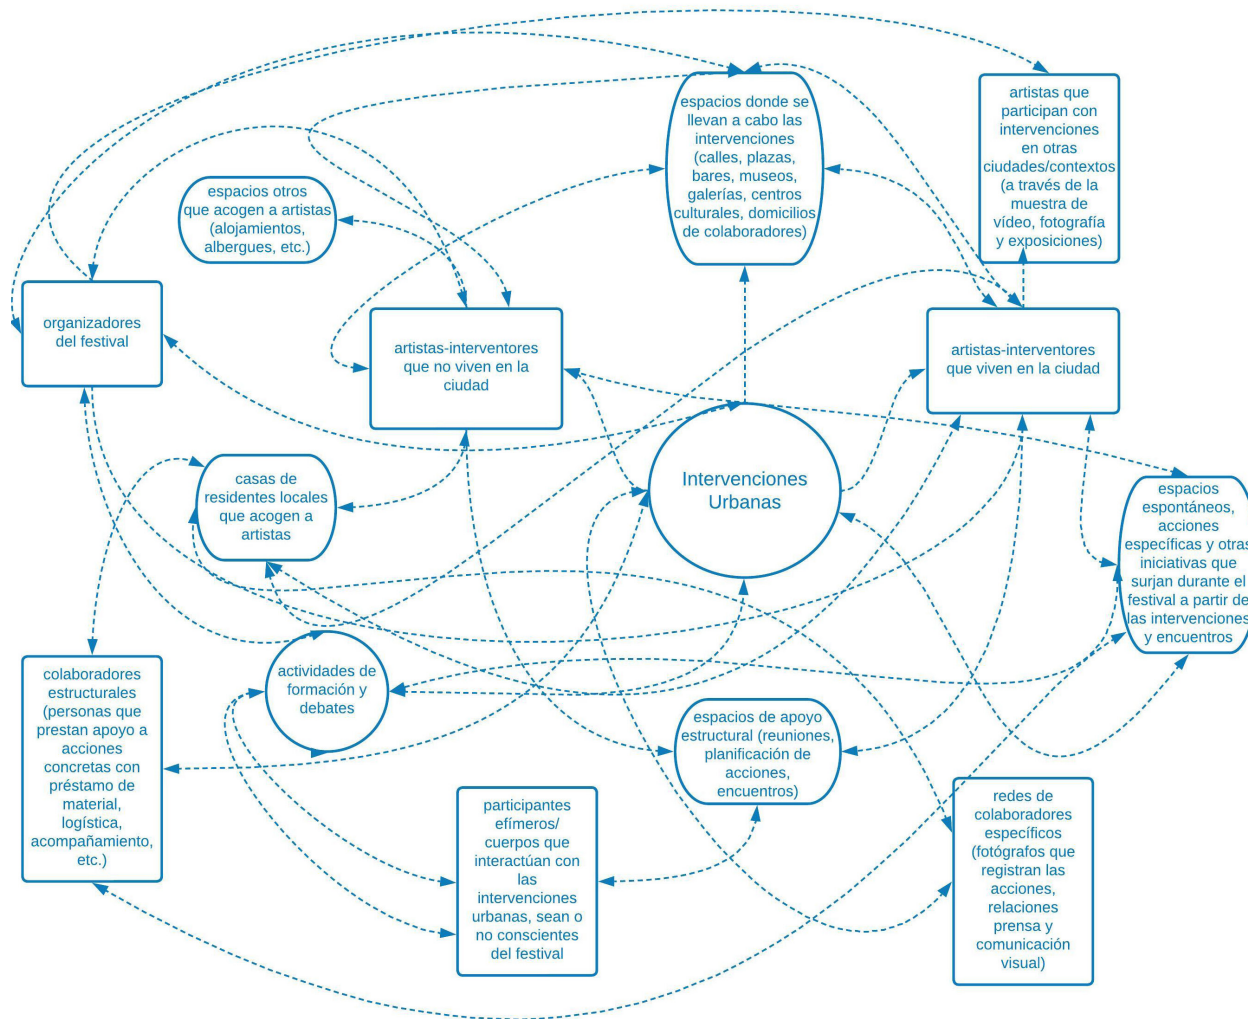 espacios donde se
llevan a cabo las
intervenciones
(calles, plazas,
bares, museos,
galerías, centros
culturales, domicilios
de colaboradores)
artistas que
participan con
intervenciones
en otras
ciudades/contextos
(a través de la
muestra de
vídeo, fotografía
y exposiciones)
espacios otros
que acogen a artistas
(alojamientos,
albergues, etc.)
organizadores
del festival
artistas-interventores
que no viven en la
ciudad
artistas-interventores
que viven en la ciudad
casas de
residentes locales
que acogen a
artistas
Intervenciones
Urbanas
espacios
espontáneos,
acciones
específicas y otras
iniciativas que
surjan durante el
festival a partir de
las intervenciones
y encuentros
colaboradores
estructurales
(personas que
prestan apoyo a
acciones
concretas con
préstamo de
material,
logística,
acompañamiento,
etc.)
actividades de
formación y
debates
espacios de apoyo
estructural (reuniones,
planificación de
acciones,
encuentros)
participantes
efímeros/
cuerpos que
interactúan con
las
intervenciones
urbanas, sean o
no conscientes
del festival
redes de
colaboradores
específicos
(fotógrafos que
registran las
acciones,
relaciones
prensa y
comunicación
visual)